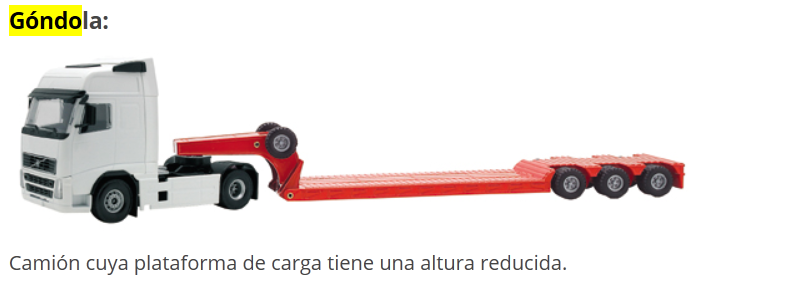 Góndola:
Camión cuya plataforma de carga tiene una altura reducida.